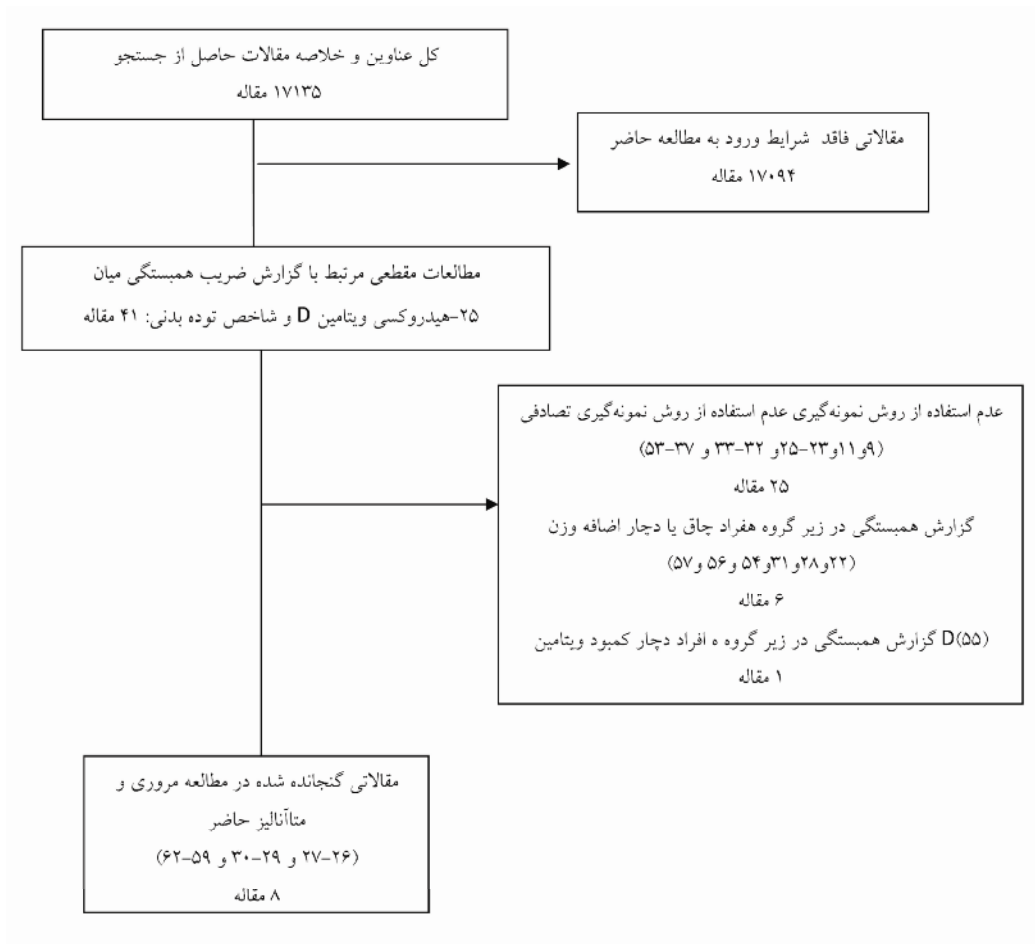 کل عناوین و خلاصه مقالات حاصل از جستجو
۱۷۱۳۵ مقاله
مقالاتی فاقد شرایط ورود به مطالعه حاضر
۱۷۰۹۴ مقاله
مطالعات مقطعی مرتبط با گزارش ضریب همبستگی میان
۲۵-هیدروکسی ویتامین D و شاخص توده بدنی: ۴۱ مقاله
عدم استفاده از روش نمونه‌گیری عدم استفاده از روش نمونه‌گیری تصادفی
(۹و۱۱و۲۳-۲۵و ۳۲-۳۳ و ۳۷-۵۳)
۲۵ مقاله
گزارش همبستگی در زیر گروه هفراد چاق یا دچار اضافه وزن
(۲۲و۲۸و۳۱و۵۴ و۵۶ و۵۷)
۶ مقاله
گزارش همبستگی در زیر گروه ه افراد دچار کمبود ویتامین D(۵۵)
۱ مقاله
مقالاتی گنجانده شده در مطالعه مروری و
متاآنالیز حاضر
(۲۶-۲۷ و ۲۹-۳۰ و ۵۹-۶۲)
۸ مقاله